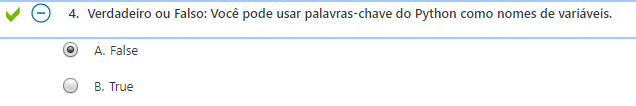 4. Verdadeiro ou Falso: Você pode usar palavras-chave do Python como nomes de variáveis.
A. False
B. True